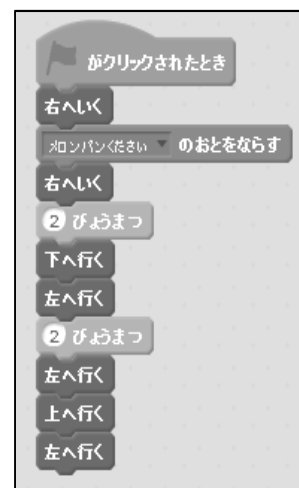 がクリックされたとき
右へいく
メロンパンください のおとをならす
右へいく
2 びょうまつ
下へ行く
左へ行く
2 びょうまつ
左へ行く
上へ行く
左へ行く